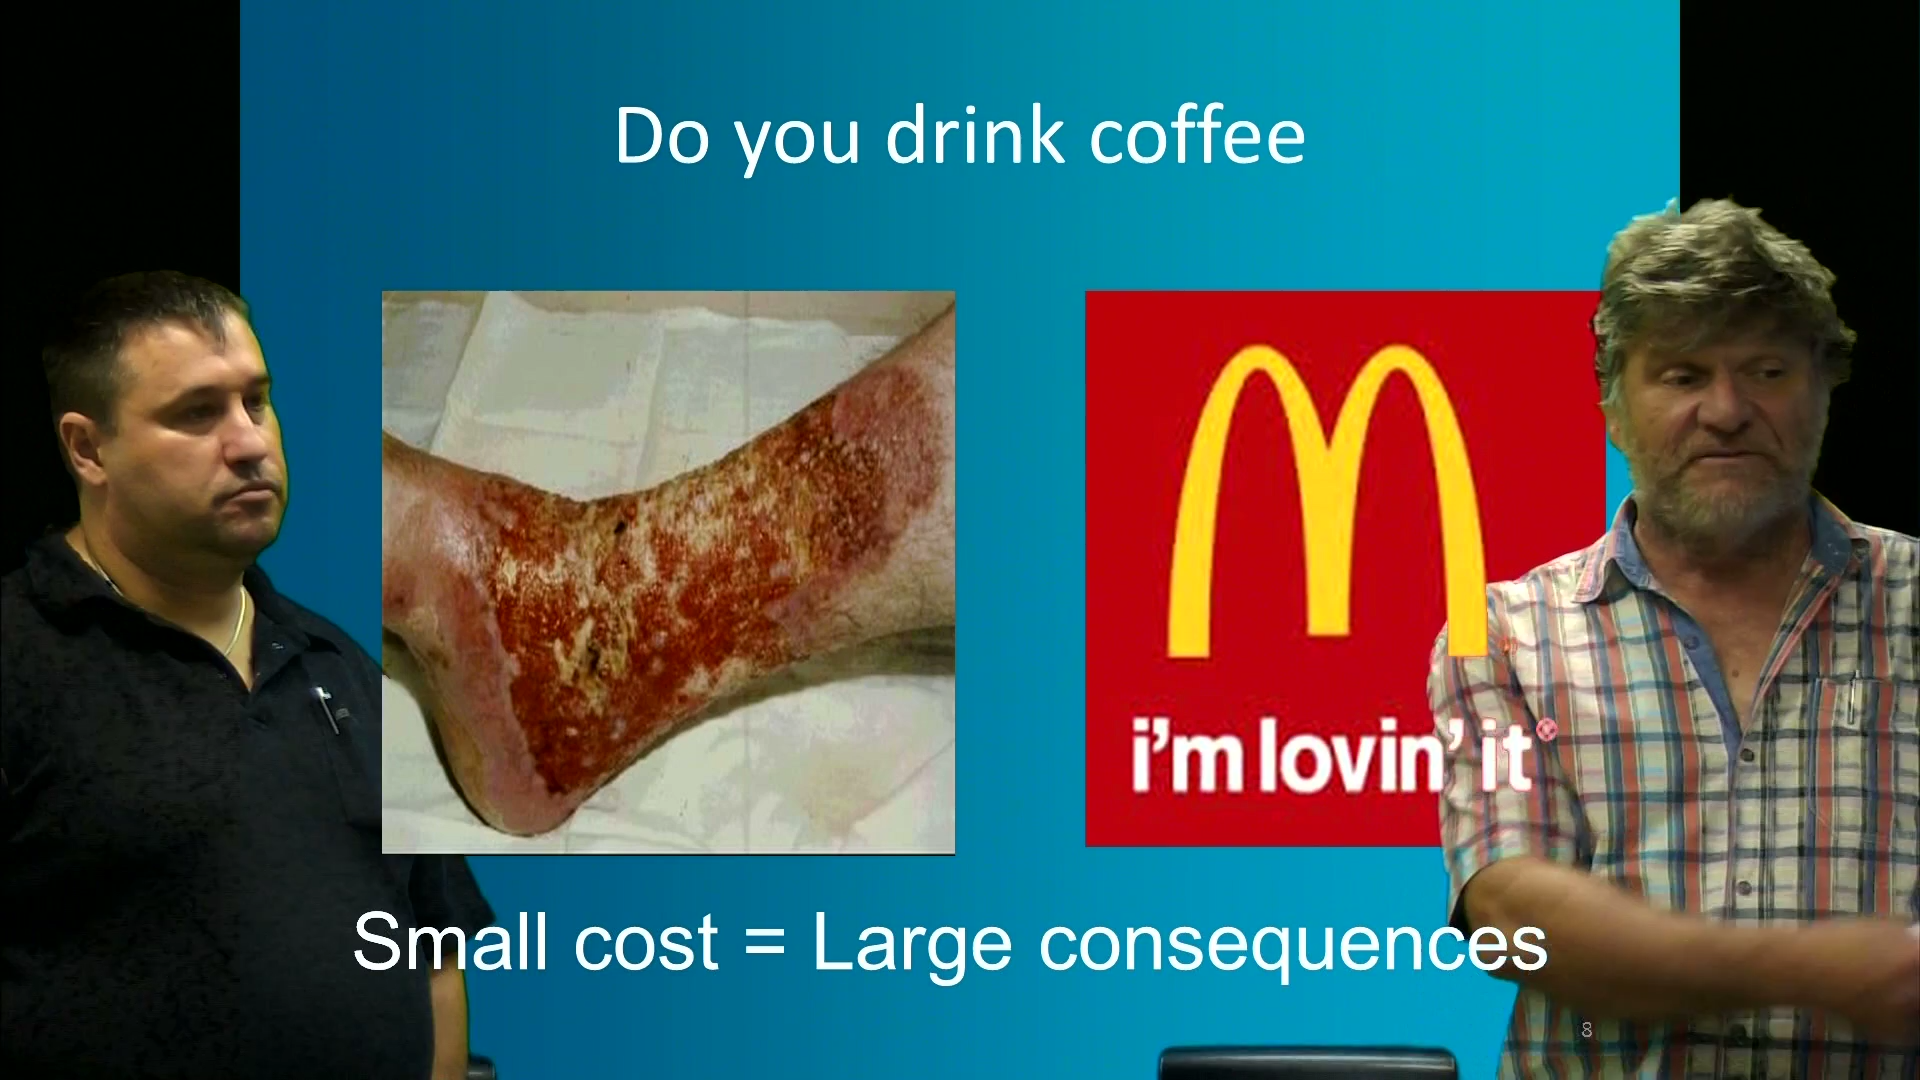 Do you drink coffee
i'm lovin' it®
Small cost = Large consequences
8